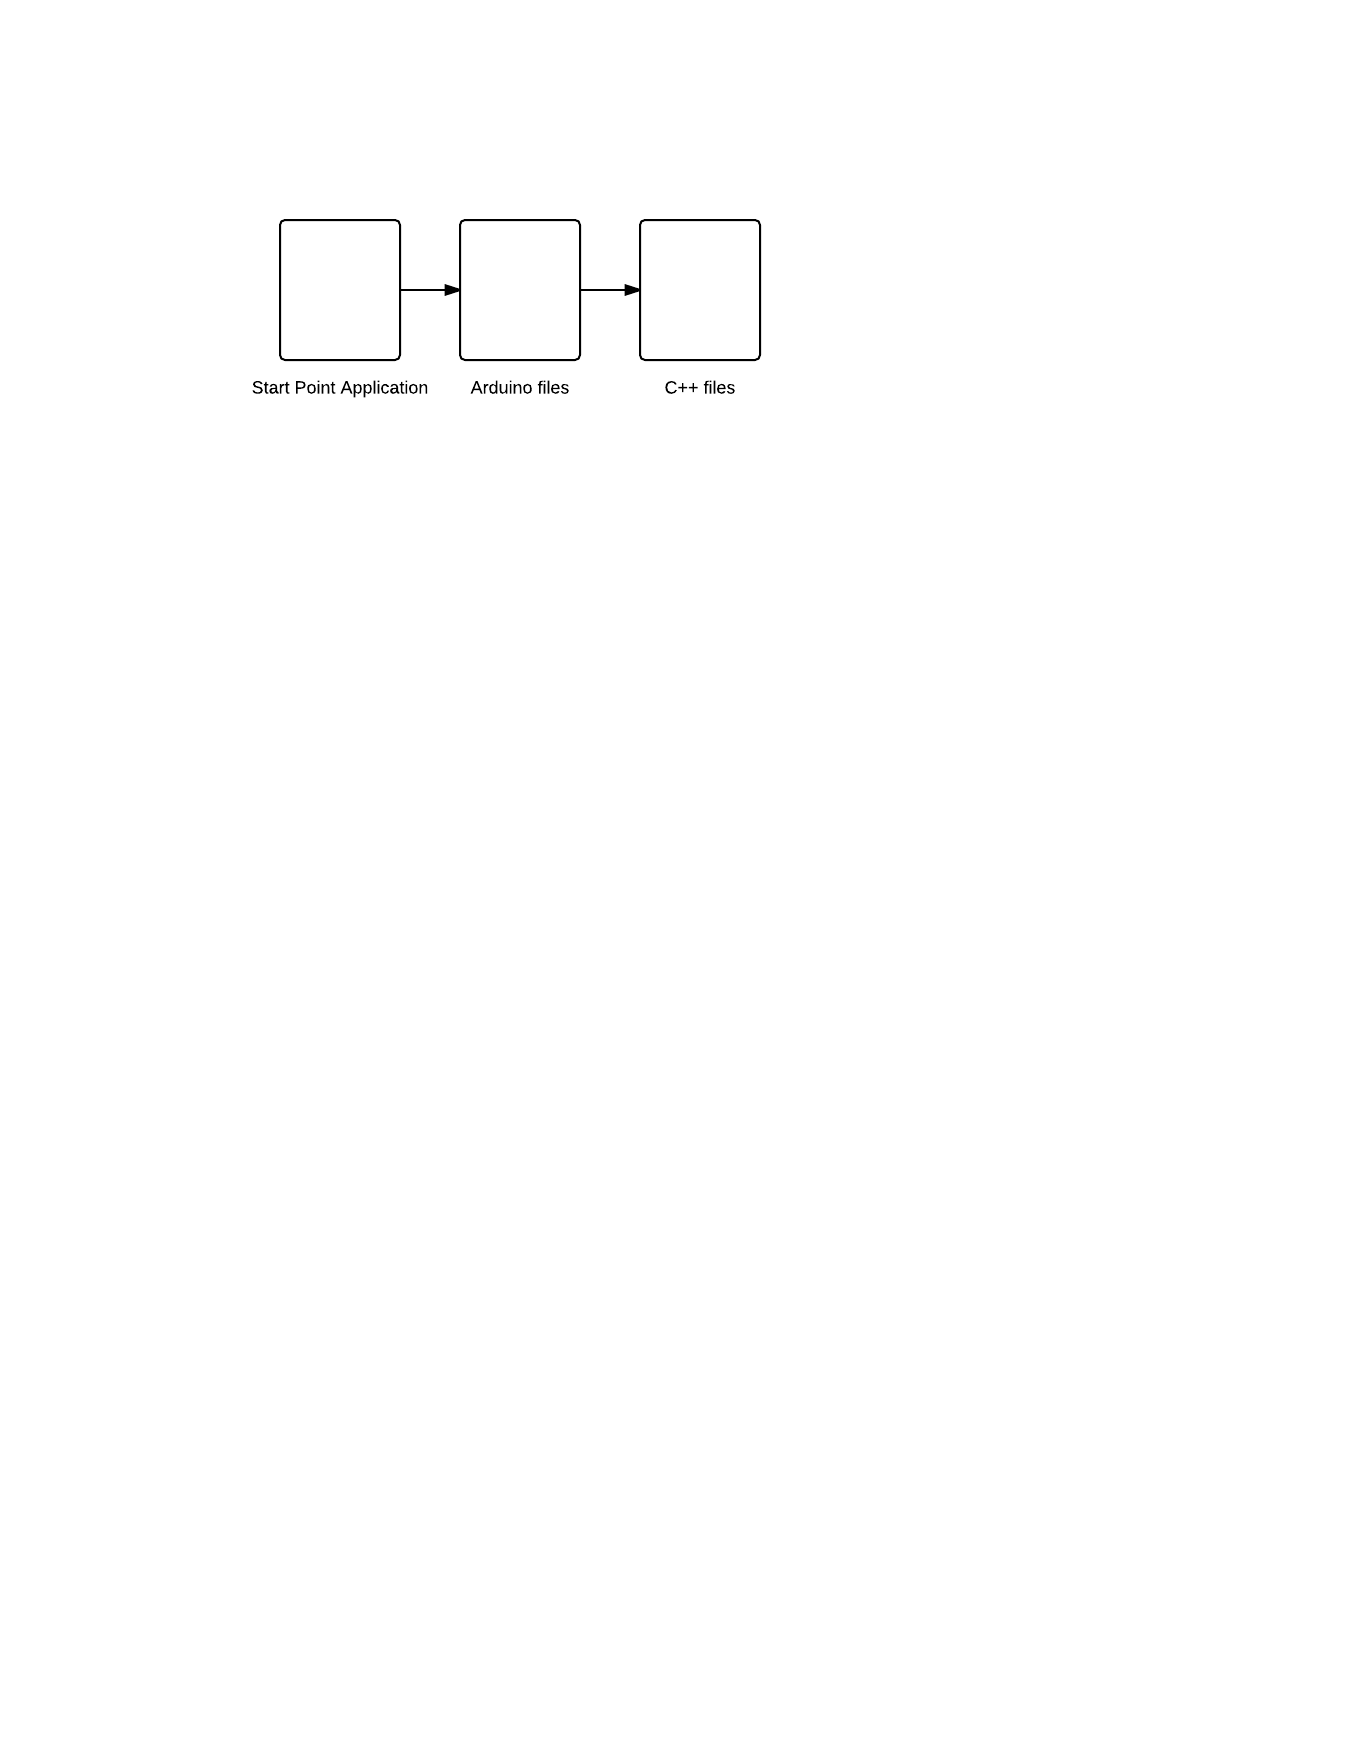 Start Point Application
Arduino files
C++ files